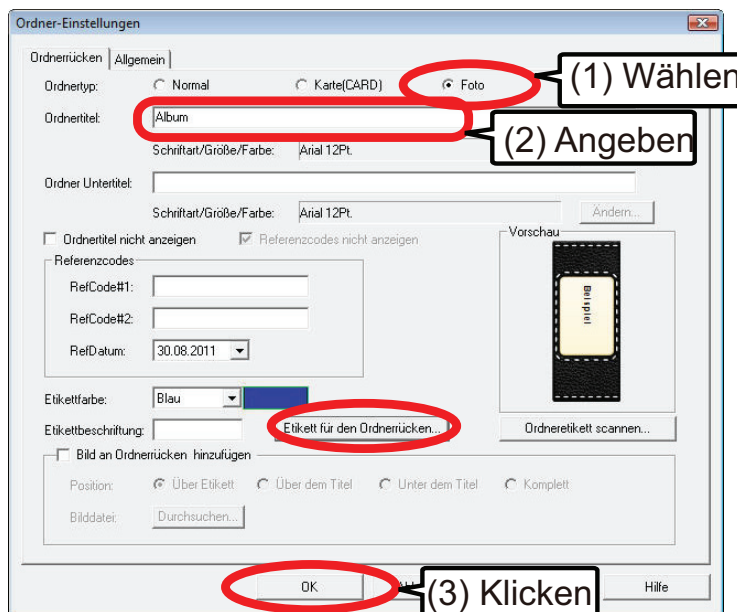 Ordner-Einstellungen
Ordnerrücken Allgemein
Ordnertyp: Normal Karte(CARD) Foto
(1) Wählen
Ordnertitel: Album
(2) Angeben
Schriftart/Größe/Farbe: Arial 12Pt.
Ordner Untertitel:
Schriftart/Größe/Farbe: Arial 12Pt. Ändern...
Ordnertitel nicht anzeigen Referenzcodes nicht anzeigen
Vorschau
Referenzcodes
RefCode#1:
RefCode#2:
RefDatum: 30.08.2011
Beispiel
Etikettfarbe: Blau
Etikettbeschriftung: Etikett für den Ordnerrücken... Ordneretikett scannen...
Bild an Ordnerrücken hinzufügen
Position: Über Etikett Über dem Titel Unter dem Titel Komplett
Bilddatei: Durchsuchen...
OK Hilfe
(3) Klicken